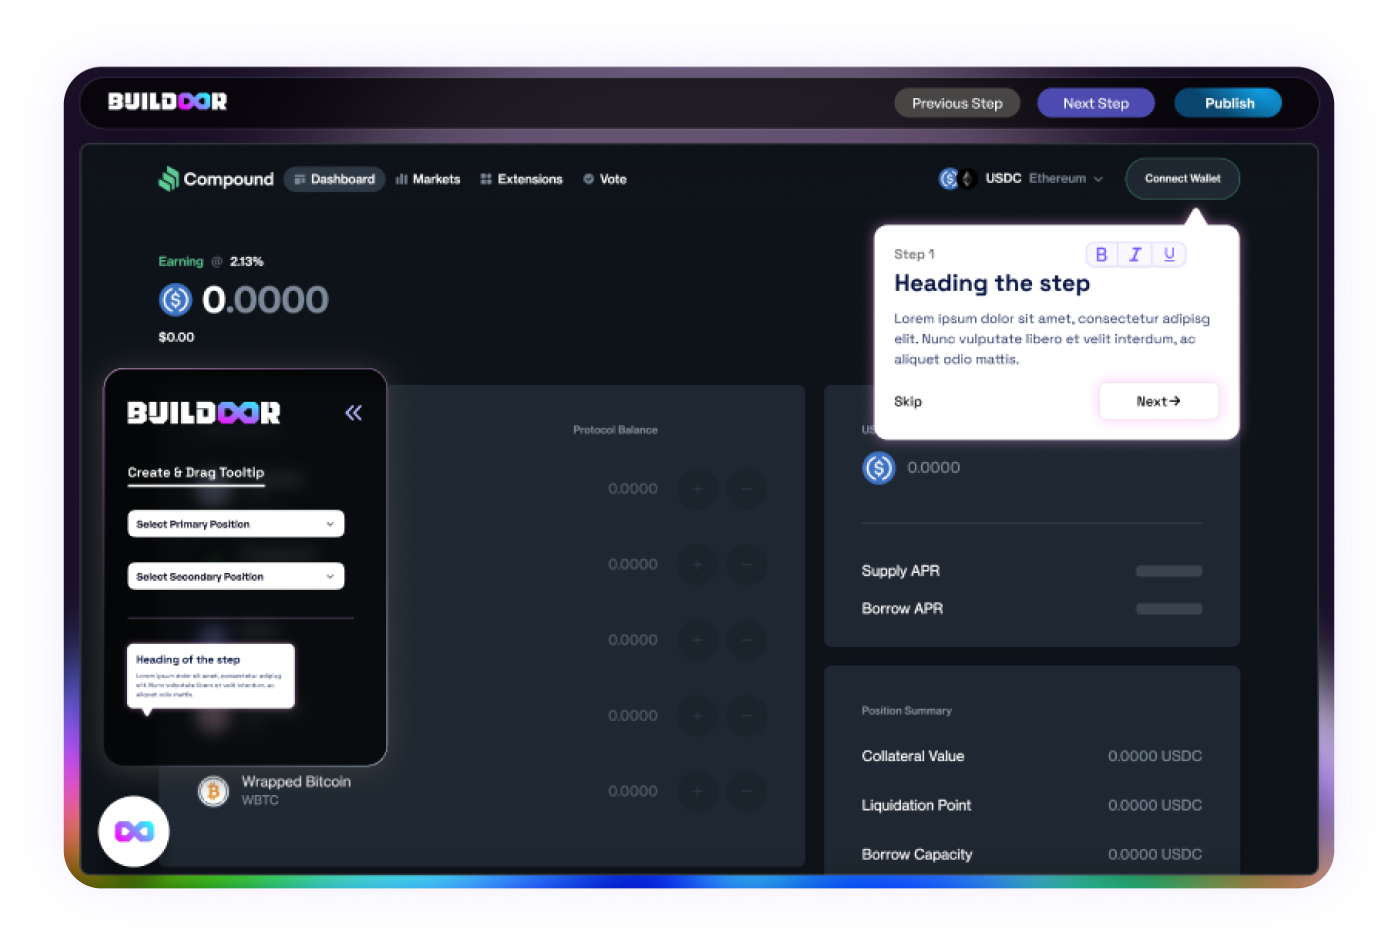 BUILDOOR
Previous Step
Next Step
Publish
Compound
Dashboard
Markets
Extensions
Vote
USDC Ethereum
Connect Wallet
Earning @ 2.13%
0.0000
$0.00
Step 1
B I U
Heading the step
Lorem ipsum dolor sit amet, consectetur adipisg
elit. Nunc vulputate libero et velit interdum, ac
aliquet odio mattis.
Skip
Next→
BUILDOOR
Create & Drag Tooltip
Select Primary Position
Select Secondary Position
Heading of the step
Lorem ipsum dolor sit amet, consectetur adipisg
elit. Nunc vulputate libero et velit interdum, ac
aliquet odio mattis.
Protocol Balance
0.0000 + −
0.0000 + −
0.0000 + −
0.0000 + −
Wrapped Bitcoin
WBTC
0.0000 + −
0.0000
Supply APR
Borrow APR
Position Summary
Collateral Value 0.0000 USDC
Liquidation Point 0.0000 USDC
Borrow Capacity 0.0000 USDC